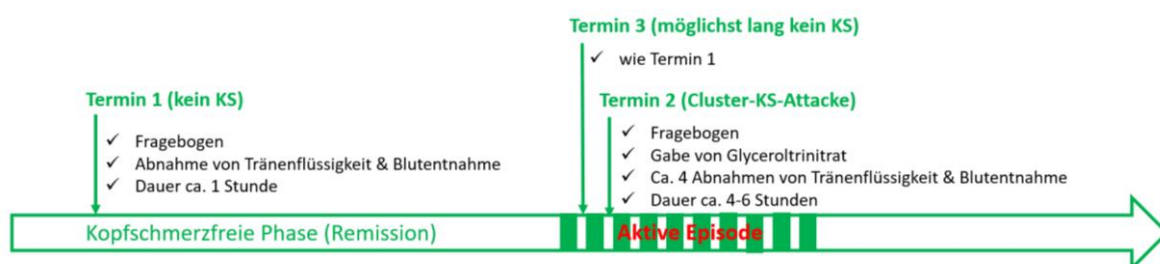 Termin 3 (möglichst lang kein KS)
✓ wie Termin 1
Termin 1 (kein KS)
✓ Fragebogen
✓ Abnahme von Tränenflüssigkeit & Blutentnahme
✓ Dauer ca. 1 Stunde
Termin 2 (Cluster-KS-Attacke)
✓ Fragebogen
✓ Gabe von Glyceroltrinitrat
✓ Ca. 4 Abnahmen von Tränenflüssigkeit & Blutentnahme
✓ Dauer ca. 4-6 Stunden
Kopfschmerzfreie Phase (Remission)
Aktive Episode